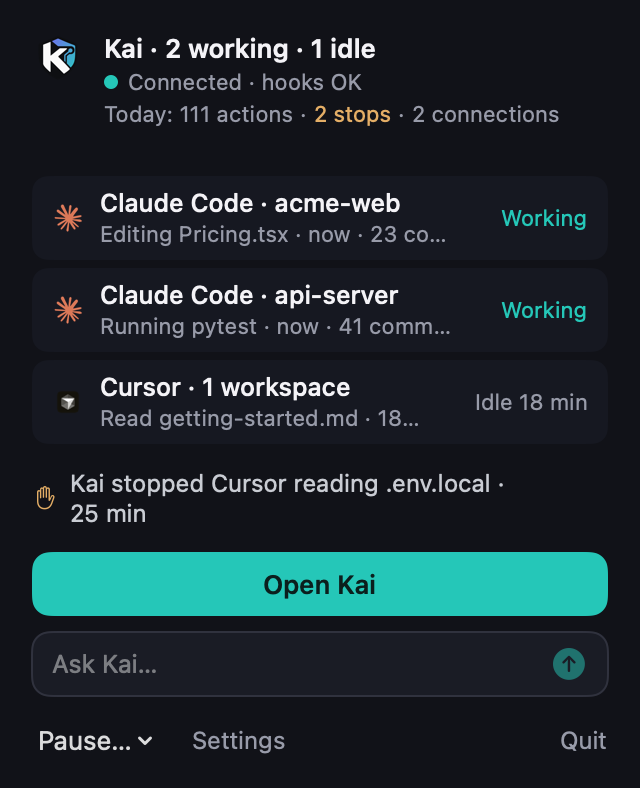 Kai · 2 working · 1 idle
Connected · hooks OK
Today: 111 actions · 2 stops · 2 connections
Claude Code · acme-web
Editing Pricing.tsx · now · 23 co...
Working
Claude Code · api-server
Running pytest · now · 41 comm...
Working
Cursor · 1 workspace
Read getting-started.md · 18...
Idle 18 min
Kai stopped Cursor reading .env.local ·
25 min
Open Kai
Ask Kai...
Pause...
Settings
Quit